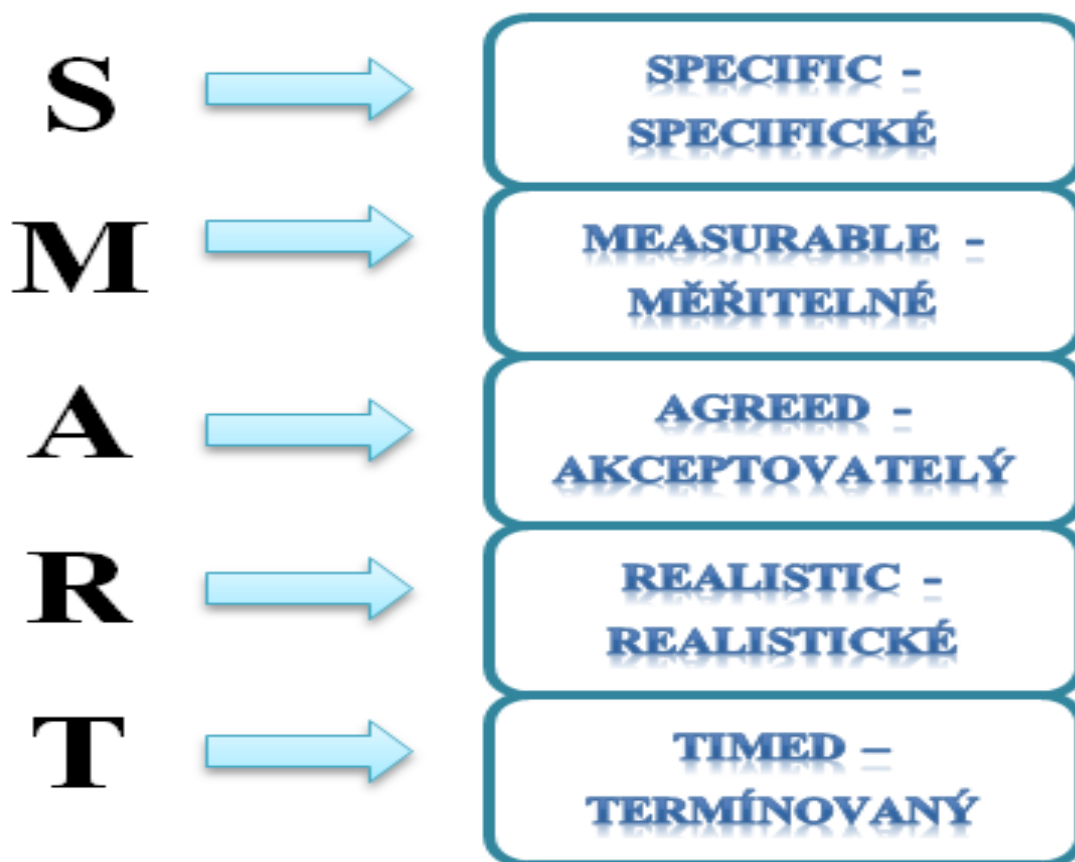 S
SPECIFIC -
SPECIFICKÉ
M
MEASURABLE -
MĚŘITELNÉ
A
AGREED -
AKCEPTOVATELÝ
R
REALISTIC -
REALISTICKÉ
T
TIMED –
TERMÍNOVANÝ